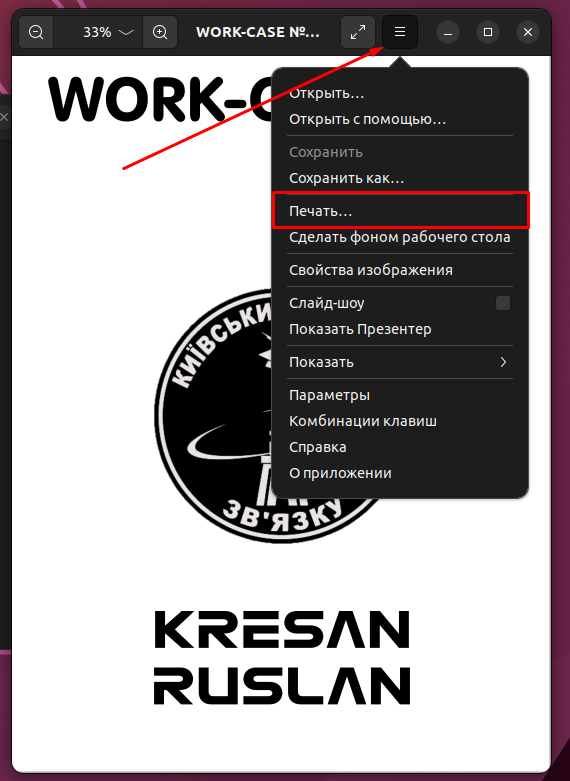 33%
WORK-CASE №...
WORK-C
Открыть...
Открыть с помощью...
Сохранить
Сохранить как...
Печать...
Сделать фоном рабочего стола
Свойства изображения
Слайд-шоу
Показать Презентер
Показать
Параметры
Комбинации клавиш
Справка
О приложении
КИЇВСЬКИЙ
ЗВ'ЯЗКУ
KRESAN
RUSLAN